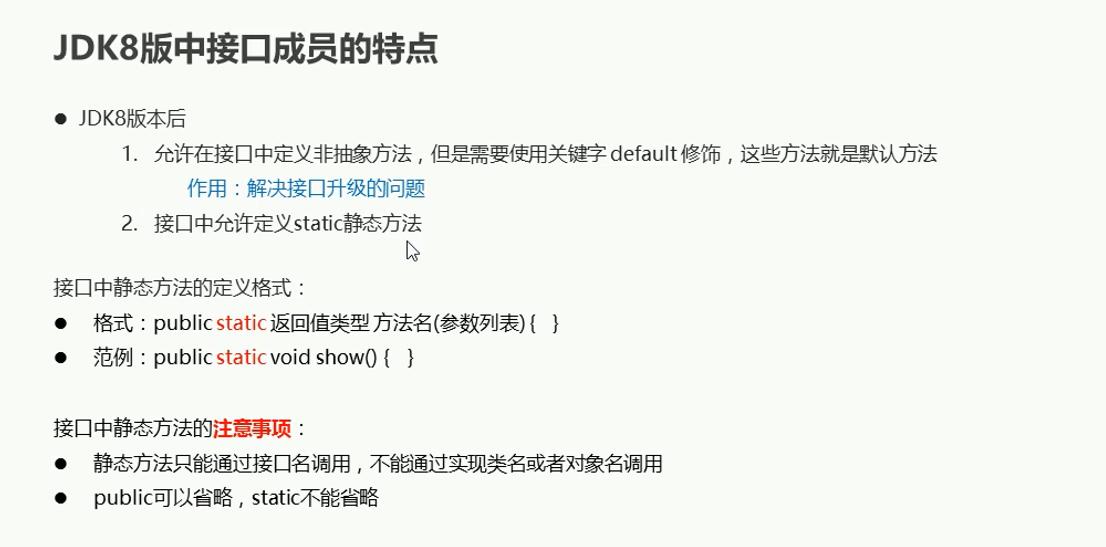 JDK8版中接口成员的特点
● JDK8版本后
1. 允许在接口中定义非抽象方法，但是需要使用关键字 default 修饰，这些方法就是默认方法
作用：解决接口升级的问题
2. 接口中允许定义static静态方法
接口中静态方法的定义格式：
● 格式：public static 返回值类型 方法名(参数列表) { }
● 范例：public static void show() { }
接口中静态方法的注意事项：
● 静态方法只能通过接口名调用，不能通过实现类名或者对象名调用
● public可以省略，static不能省略